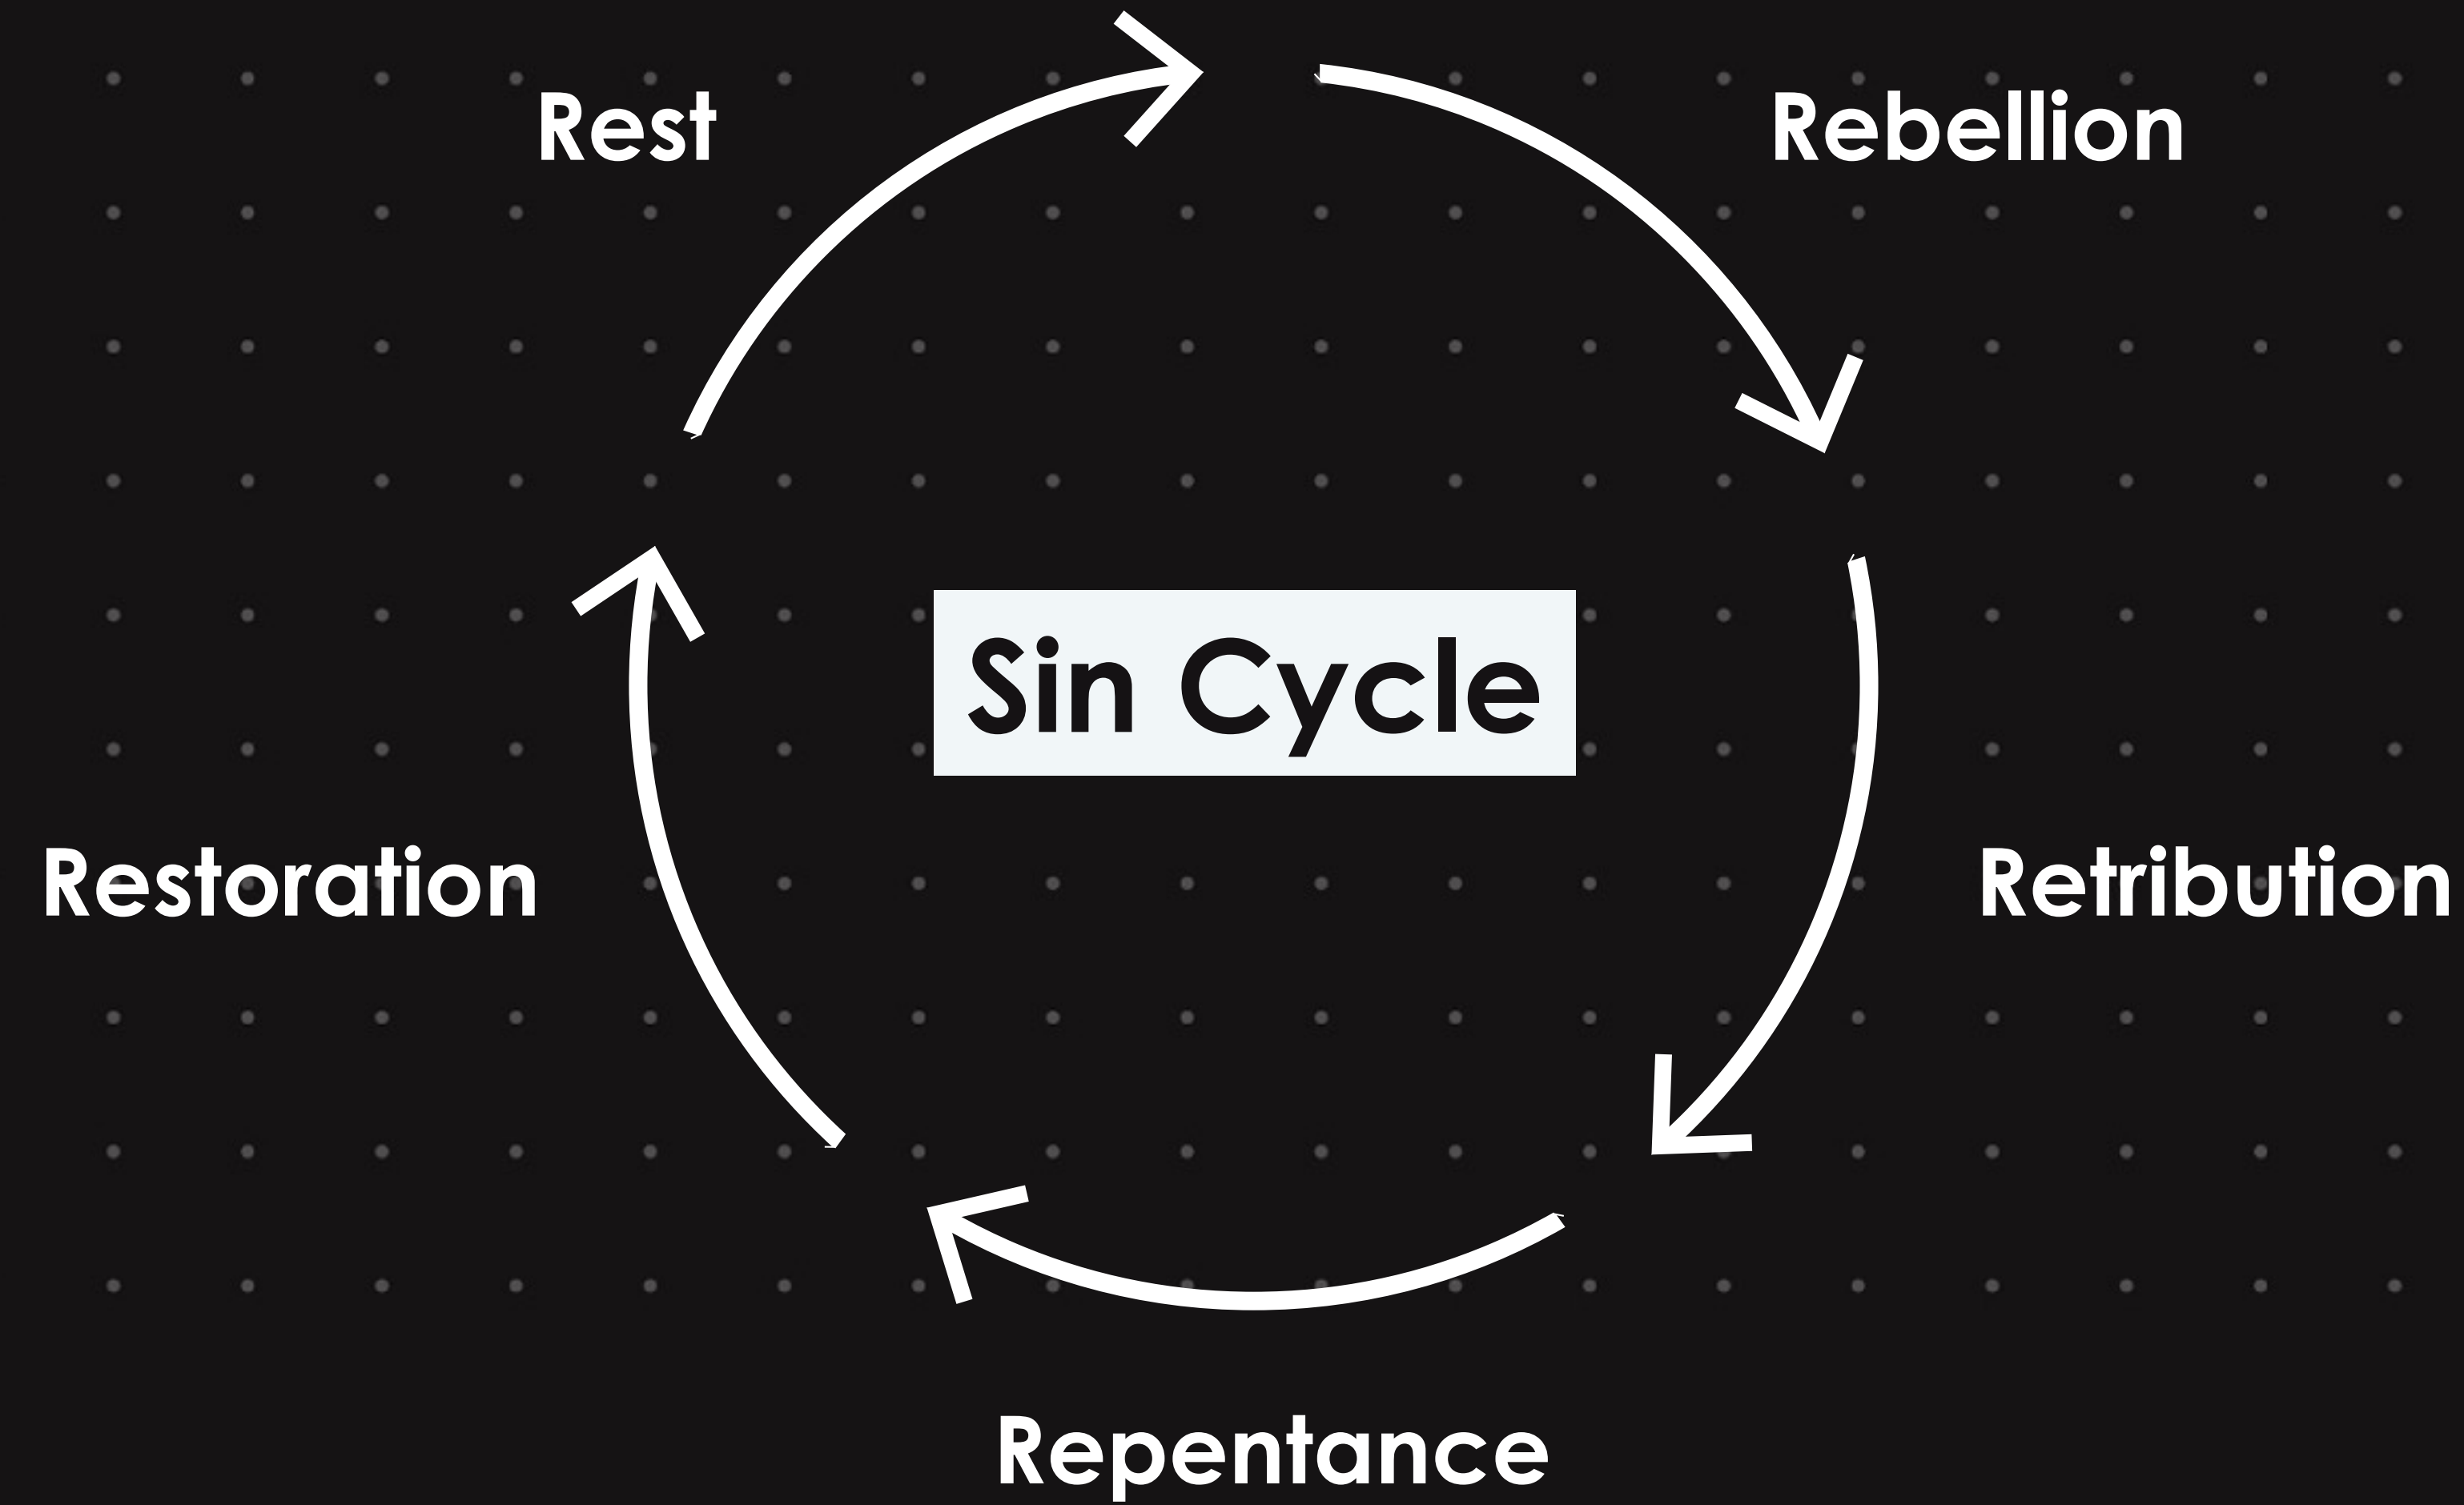 Rest
Rebellion
Sin Cycle
Restoration
Retribution
Repentance